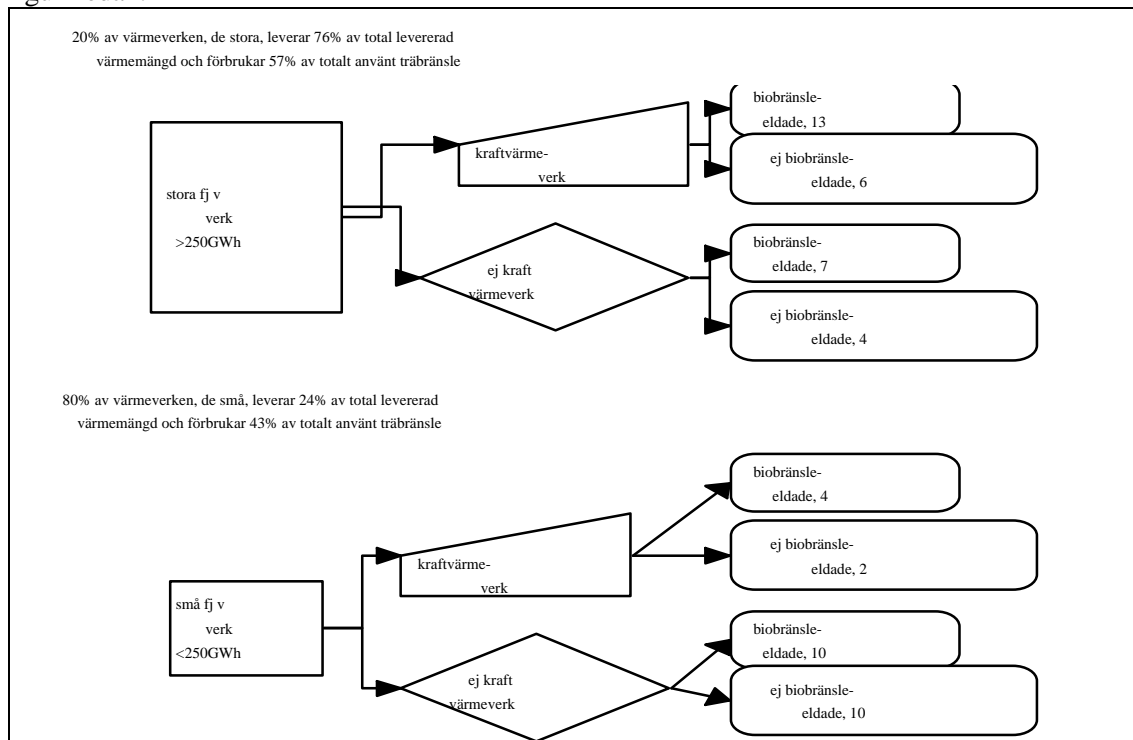 20% av värmeverken, de stora, leverar 76% av total levererad
värmemängd och förbrukar 57% av totalt använt träbränsle
stora fj v
verk
>250GWh
kraftvärme-
verk
biobränsle-
eldade, 13
ej biobränsle-
eldade, 6
ej kraft
värmeverk
biobränsle-
eldade, 7
ej biobränsle-
eldade, 4
80% av värmeverken, de små, leverar 24% av total levererad
värmemängd och förbrukar 43% av totalt använt träbränsle
små fj v
verk
<250GWh
kraftvärme-
verk
biobränsle-
eldade, 4
ej biobränsle-
eldade, 2
ej kraft
värmeverk
biobränsle-
eldade, 10
ej biobränsle-
eldade, 10